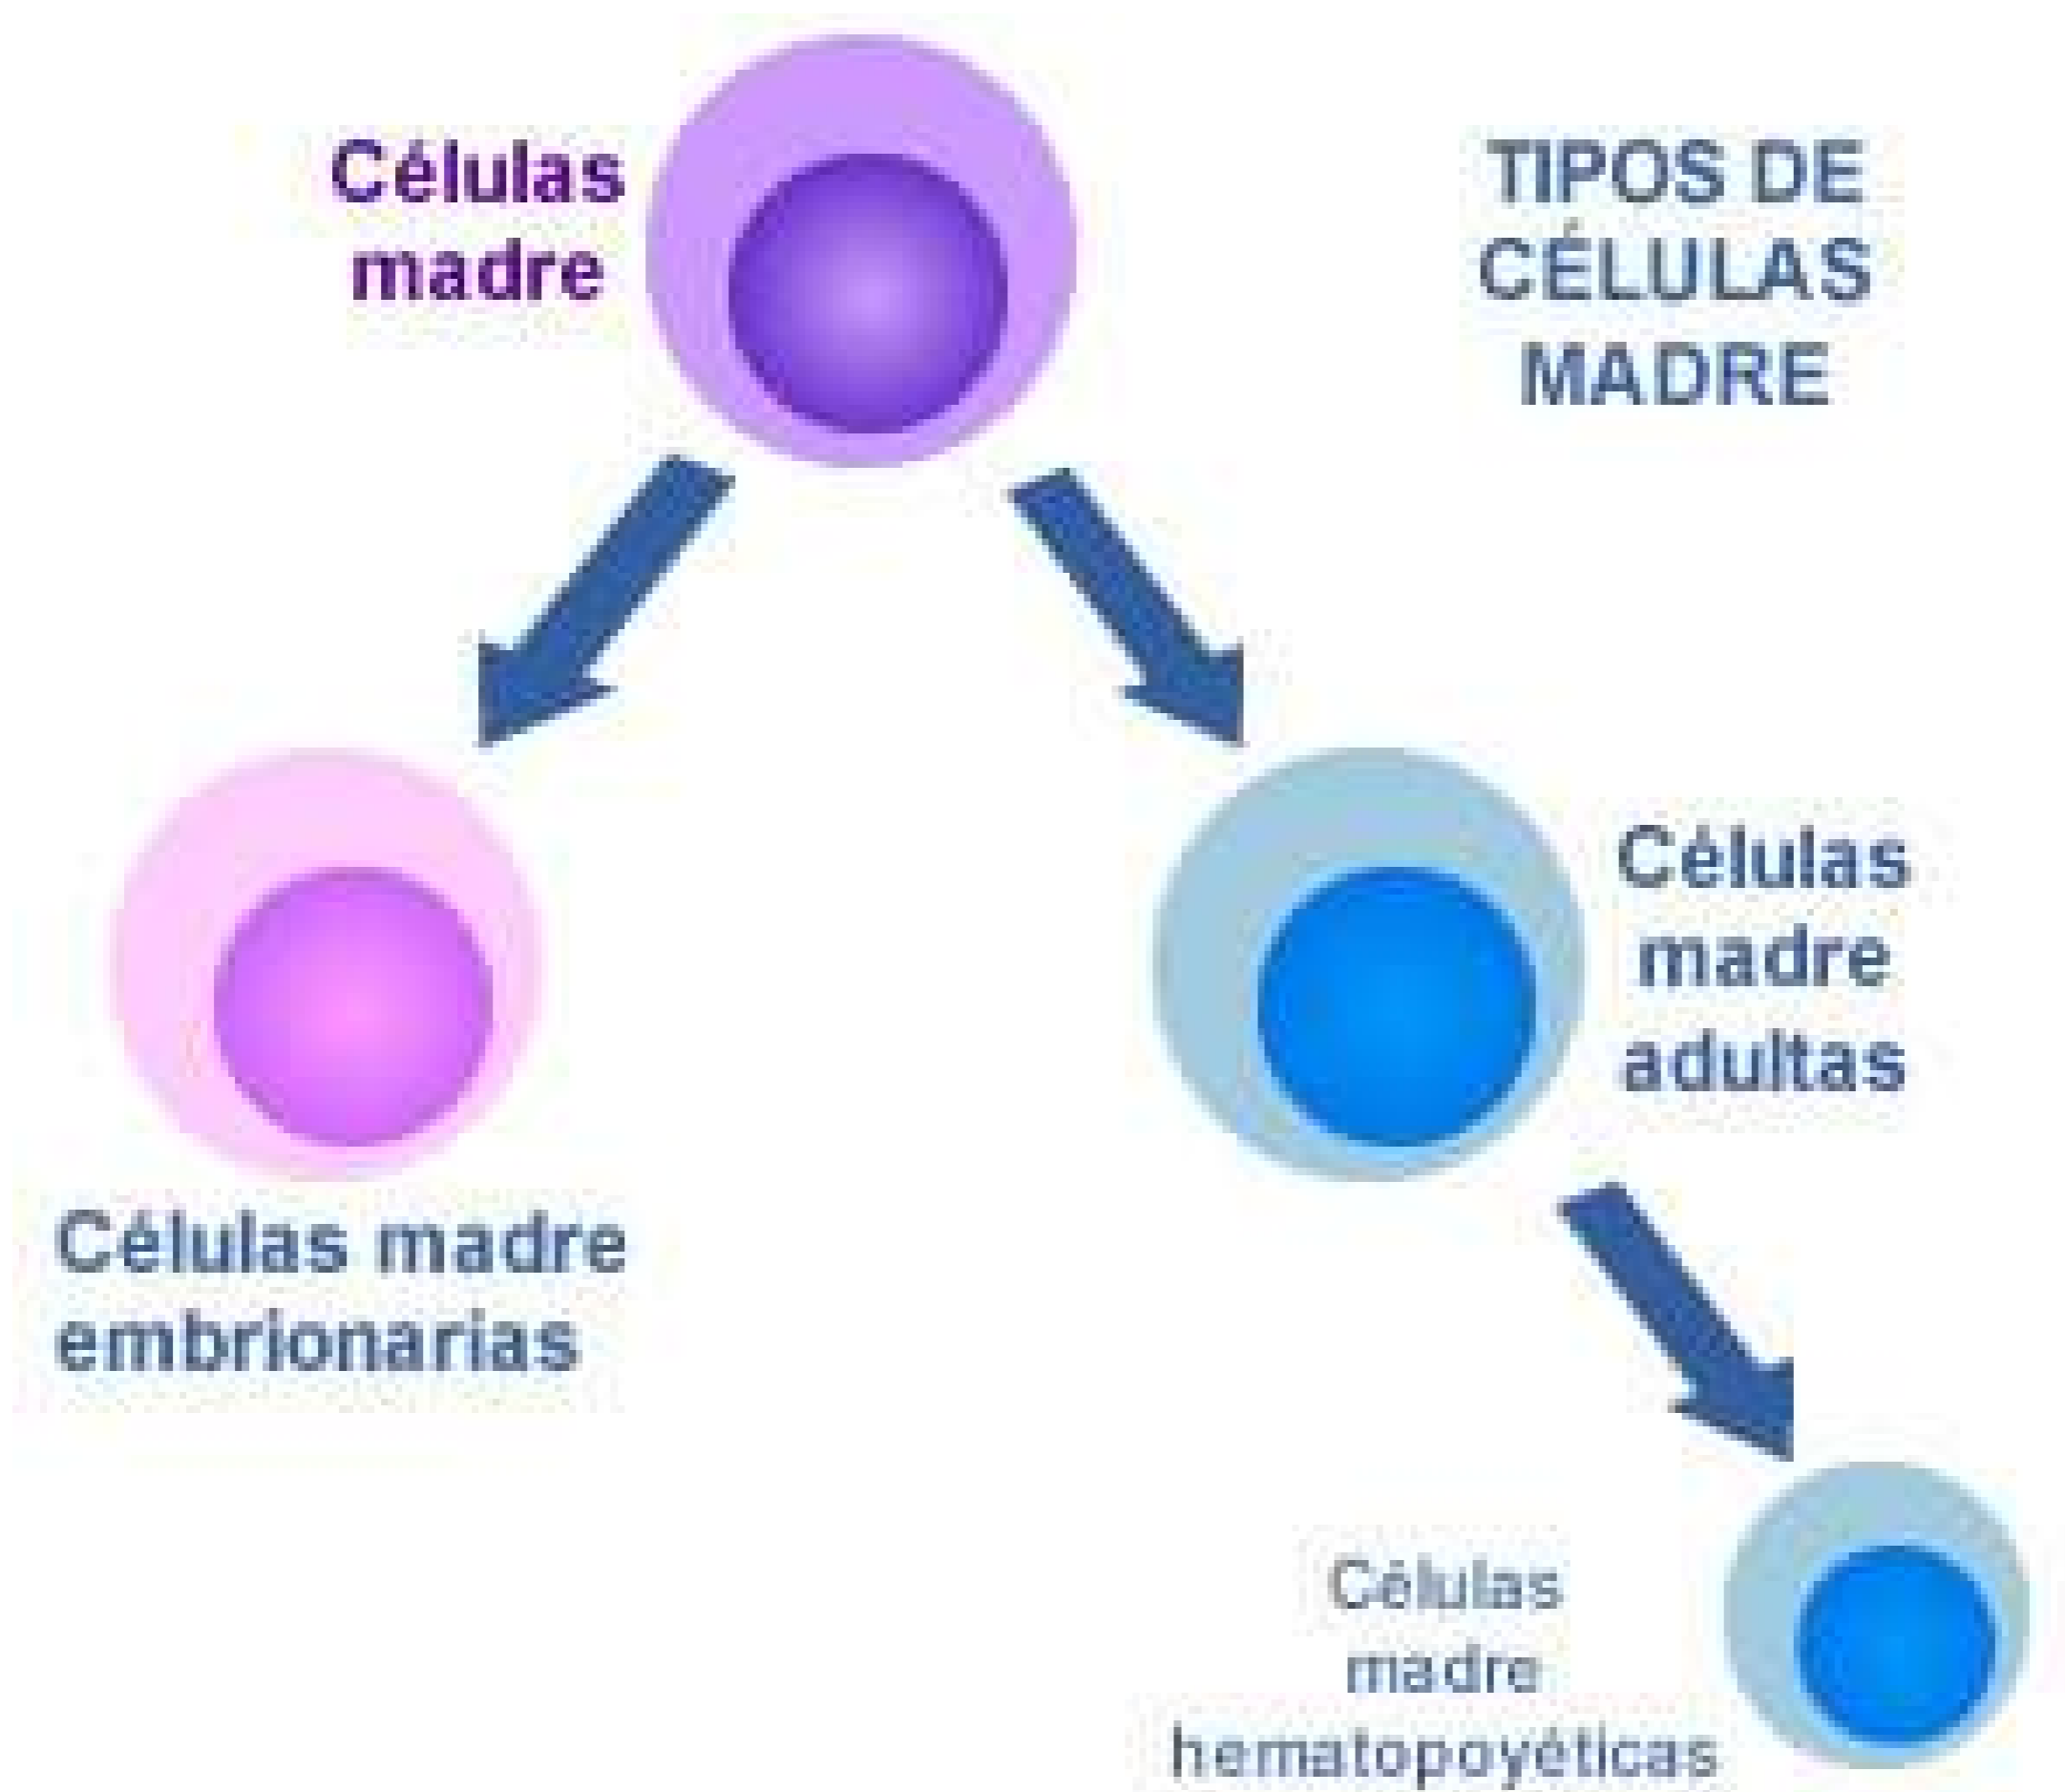 Células
madre
TIPOS DE
CÉLULAS
MADRE
Células
madre
adultas
Células madre
embrionarias
Células
madre
hematopoyéticas